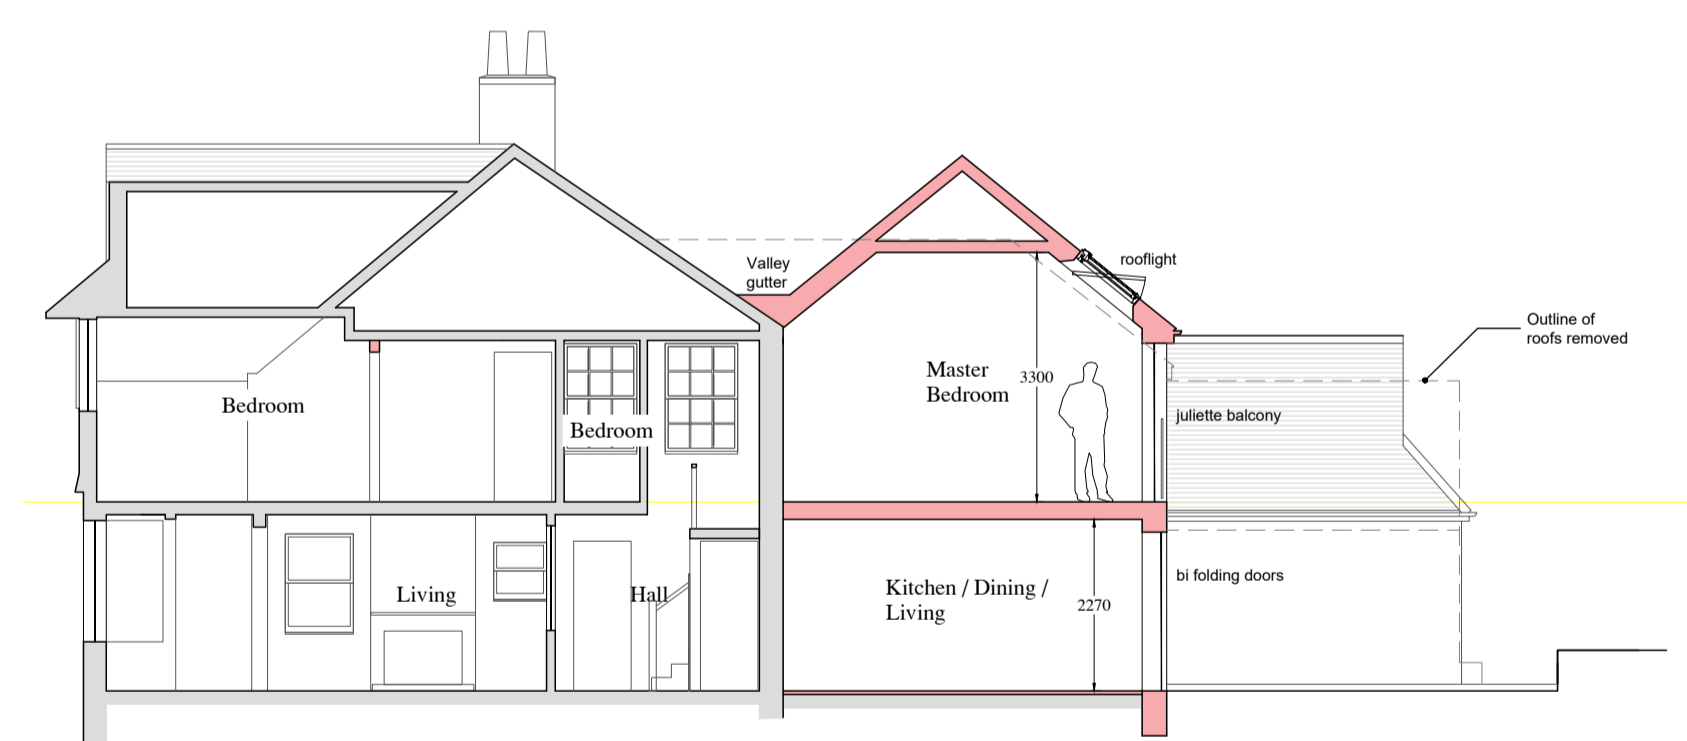 Valley
gutter
rooflight
Outline of
roofs removed
Master
Bedroom
3300
Bedroom
Bedroom
juliette balcony
Living
Hall
Kitchen / Dining /
Living
2270
bi folding doors